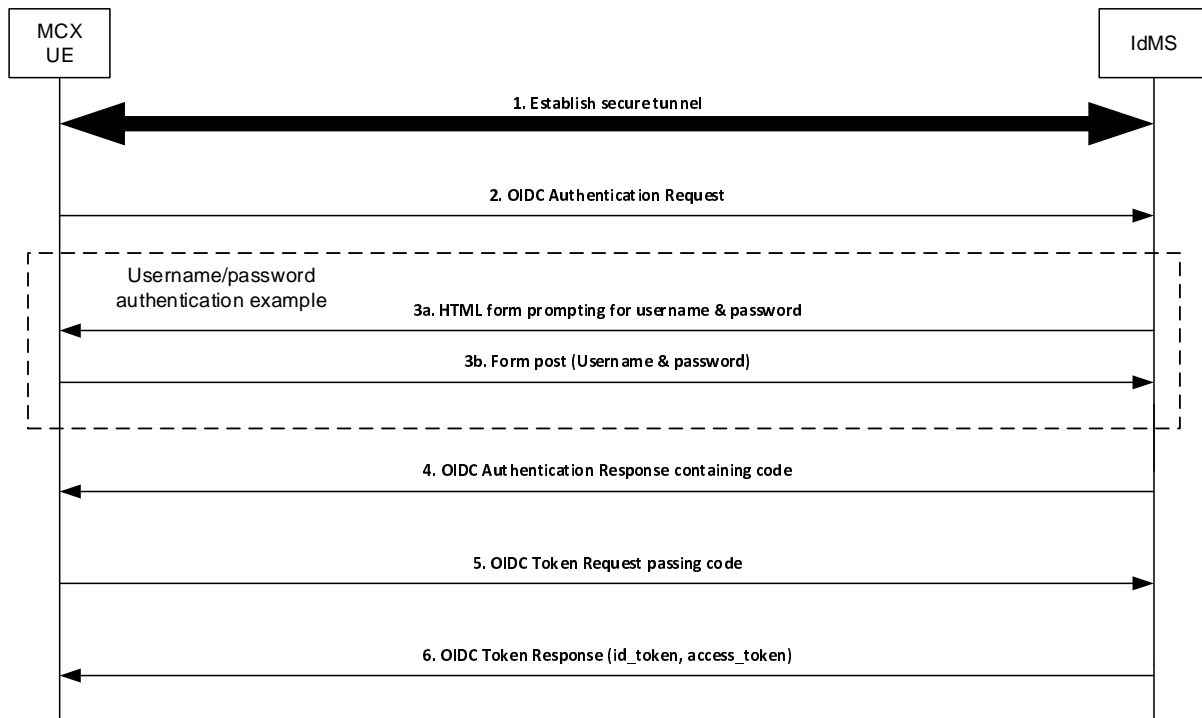 MCX
UE
IdMS
1. Establish secure tunnel
2. OIDC Authentication Request
Username/password
authentication example
3a. HTML form prompting for username & password
3b. Form post (Username & password)
4. OIDC Authentication Response containing code
5. OIDC Token Request passing code
6. OIDC Token Response (id_token, access_token)